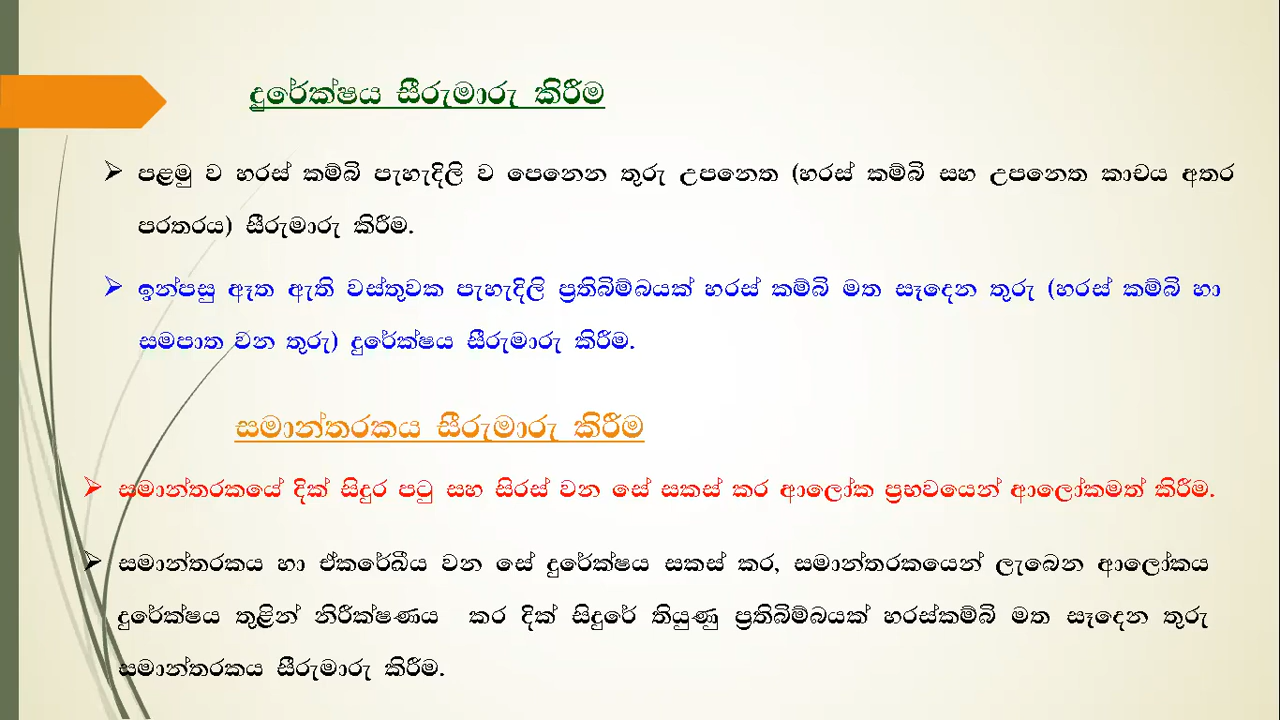 දුරේක්ෂය සීරුමාරු කිරීම
පළමු ව හරස් කම්බි පැහැදිලි ව පෙනෙන තුරු උපනෙත (හරස් කම්බි සහ උපනෙත කාචය අතර
පරතරය) සීරුමාරු කිරීම.
ඉන්පසු ඈත ඇති වස්තුවක පැහැදිලි ප්‍රතිබිම්බයක් හරස් කම්බි මත සෑදෙන තුරු (හරස් කම්බි හා
සමපාත වන තුරු) දුරේක්ෂය සීරුමාරු කිරීම.
සමාන්තරකය සීරුමාරු කිරීම
සමාන්තරකයේ දික් සිදුර පටු සහ සිරස් වන සේ සකස් කර ආලෝක ප්‍රභවයෙන් ආලෝකමත් කිරීම.
සමාන්තරකය හා ඒකරේඛීය වන සේ දුරේක්ෂය සකස් කර, සමාන්තරකයෙන් ලැබෙන ආලෝකය
දුරේක්ෂය තුළින් නිරීක්ෂණය කර දික් සිදුරේ තියුණු ප්‍රතිබිම්බයක් හරස්කම්බි මත සෑදෙන තුරු
සමාන්තරකය සීරුමාරු කිරීම.